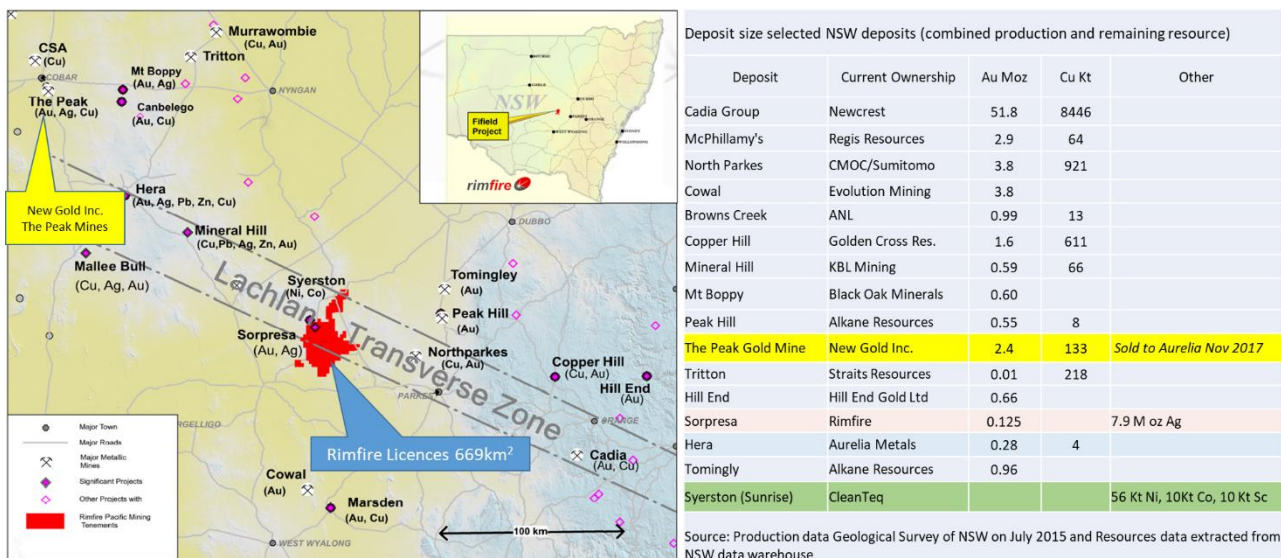 Murrawombie
(Cu, Au)
CSA
(Cu)
COBAR
Tritton
Mt Boppy
(Au, Ag)
NYNGAN
The Peak
(Au, Ag, Cu)
Canbelego
(Au, Cu)
NSW
Fifield
Project
DUBBO
WEST WYALONG
rimfire
New Gold Inc.
The Peak Mines
Hera
(Au, Ag, Pb, Zn, Cu)
DUBBO
Mineral Hill
(Cu,Pb, Ag, Zn, Au)
Mallee Bull
(Cu, Ag, Au)
Syerston
(Ni, Co)
Tomingley
(Au)
Lachlan Transverse Zone
Peak Hill
(Au)
Sorpresa
(Au, Ag)
Northparkes
(Cu, Au)
Copper Hill
(Cu, Au)
Hill End
(Au)
PARKES
ORANGE
Rimfire Licences 669km²
Cadia
(Au, Cu)
Cowal
(Au)
Marsden
(Au, Cu)
100 km
WEST WYALONG
Major Town
Major Roads
Major Metallic
Mines
Significant Projects
Other Projects with
Rimfire Pacific Mining
Tenements
Deposit size selected NSW deposits (combined production and remaining resource)
Deposit Current Ownership Au Moz Cu Kt Other
Cadia Group Newcrest 51.8 8446
McPhillamy's Regis Resources 2.9 64
North Parkes CMOC/Sumitomo 3.8 921
Cowal Evolution Mining 3.8
Browns Creek ANL 0.99 13
Copper Hill Golden Cross Res. 1.6 611
Mineral Hill KBL Mining 0.59 66
Mt Boppy Black Oak Minerals 0.60
Peak Hill Alkane Resources 0.55 8
The Peak Gold Mine New Gold Inc. 2.4 133 Sold to Aurelia Nov 2017
Tritton Straits Resources 0.01 218
Hill End Hill End Gold Ltd 0.66
Sorpresa Rimfire 0.125 7.9 M oz Ag
Hera Aurelia Metals 0.28 4
Tomingly Alkane Resources 0.96
Syerston (Sunrise) CleanTeq 56 Kt Ni, 10Kt Co, 10 Kt Sc
Source: Production data Geological Survey of NSW on July 2015 and Resources data extracted from
NSW data warehouse